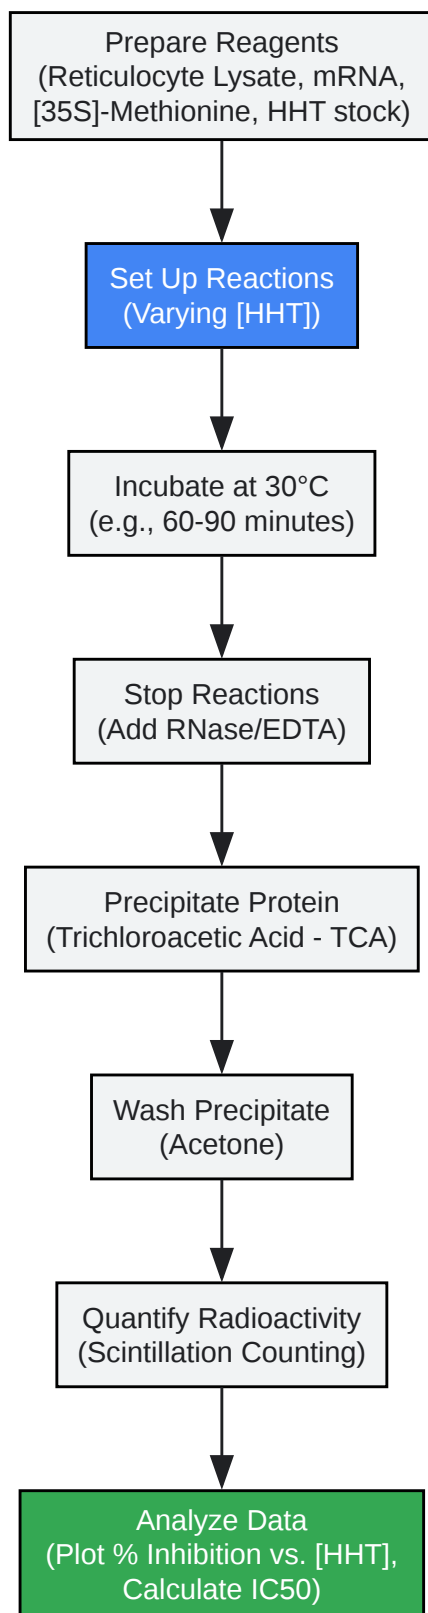 Prepare Reagents
(Reticulocyte Lysate, mRNA,
[35S]-Methionine, HHT stock)
Set Up Reactions
(Varying [HHT])
Incubate at 30°C
(e.g., 60-90 minutes)
Stop Reactions
(Add RNase/EDTA)
Precipitate Protein
(Trichloroacetic Acid - TCA)
Wash Precipitate
(Acetone)
Quantify Radioactivity
(Scintillation Counting)
Analyze Data
(Plot % Inhibition vs. [HHT],
Calculate IC50)